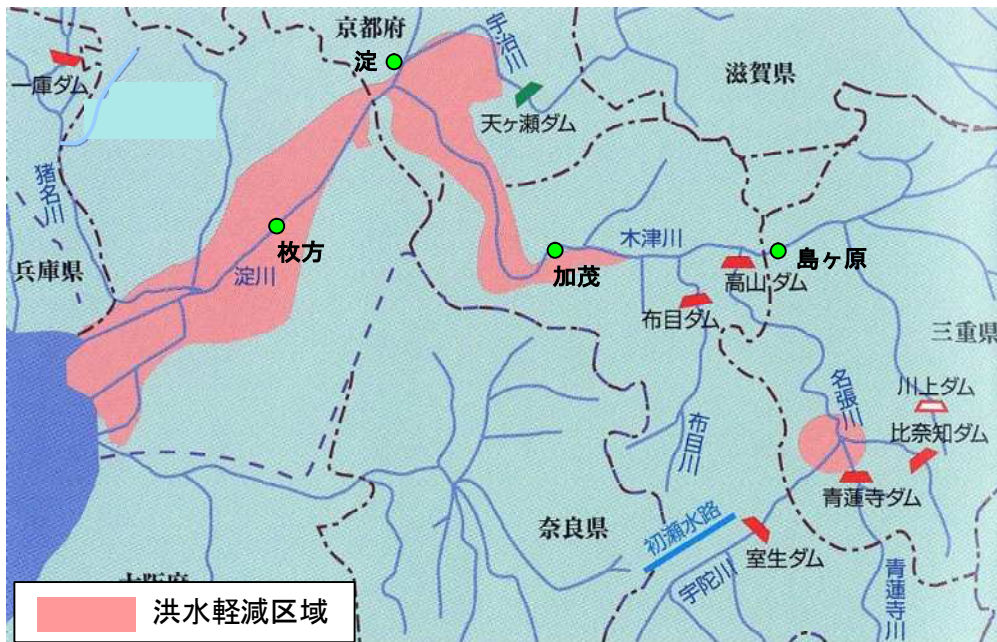 京都府
淀
宇治川
滋賀県
一庫ダム
天ヶ瀬ダム
猪名川
木津川
枚方
加茂
島ヶ原
兵庫県
淀川
高山ダム
布目ダム
三重県
名張川
川上ダム
比奈知ダム
布目川
青蓮寺ダム
奈良県
初瀬水路
室生ダム
宇陀川
青蓮寺川
洪水軽減区域